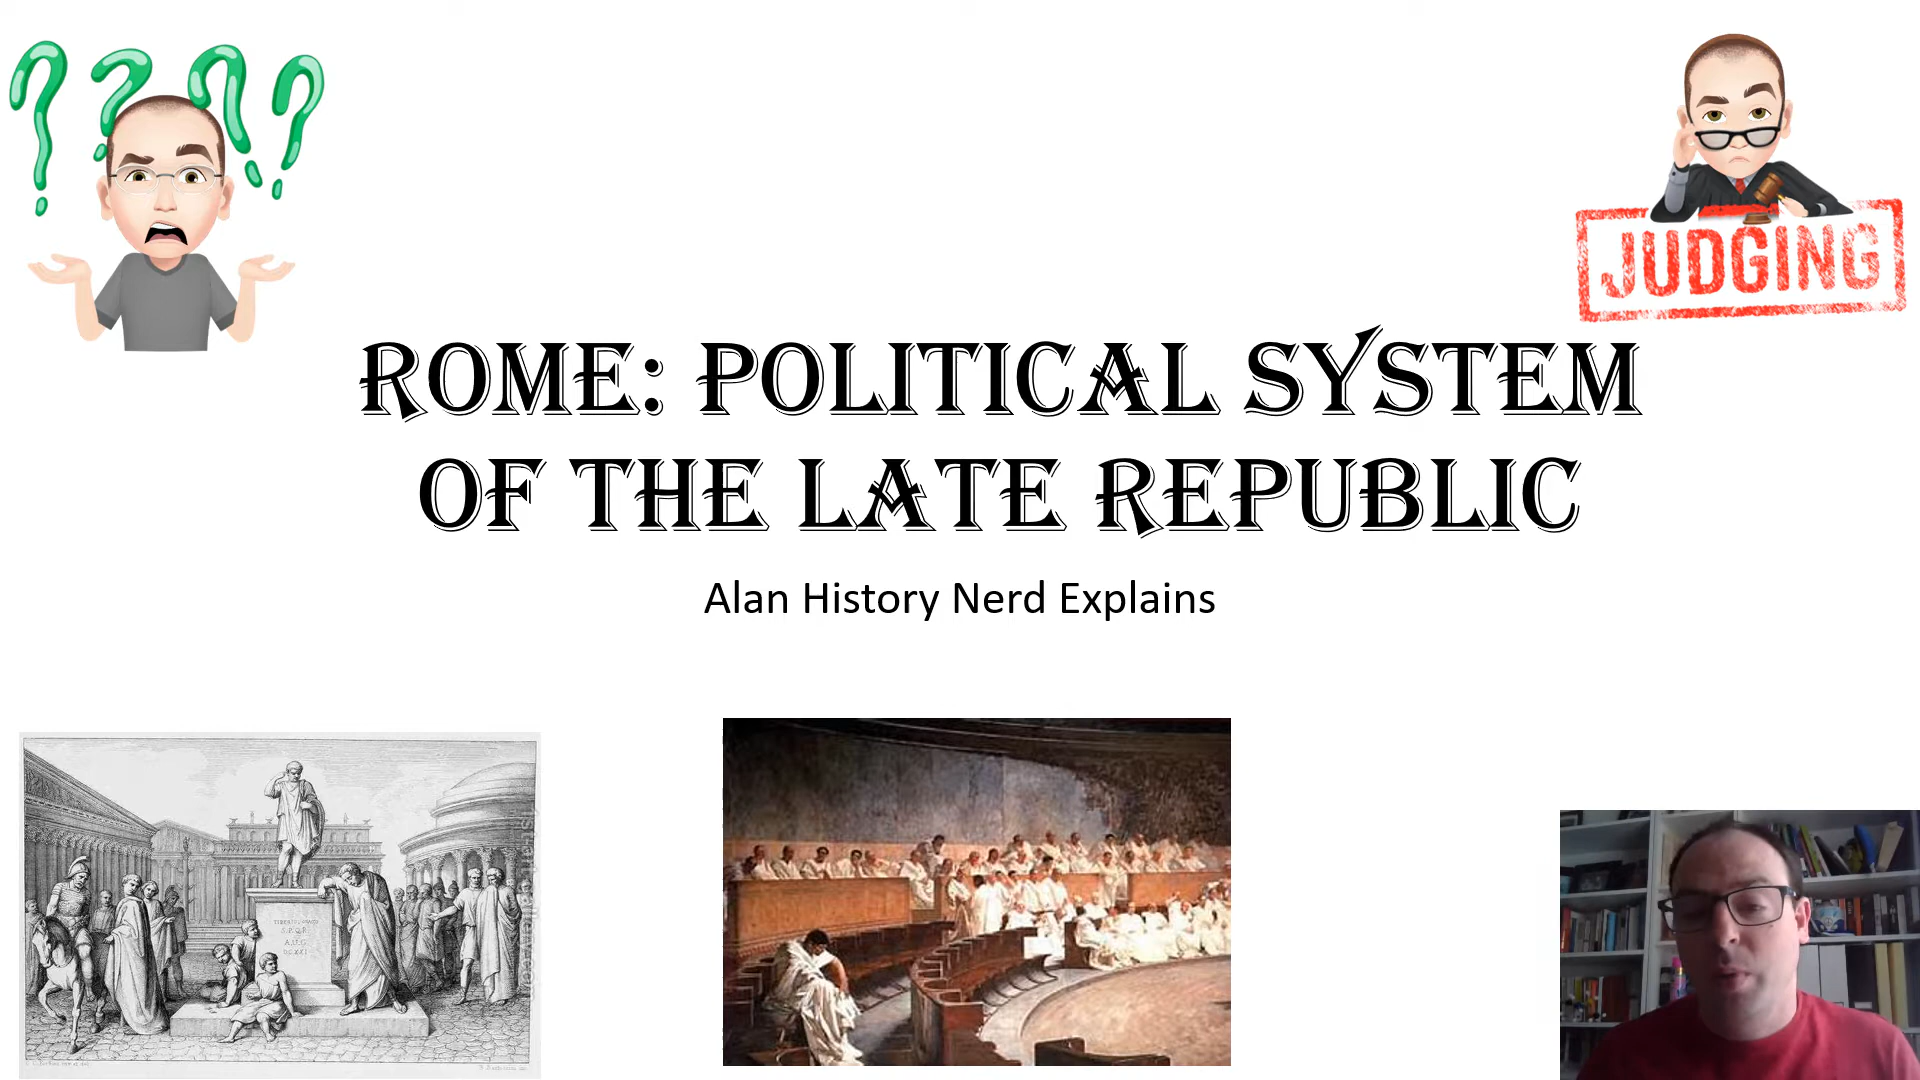 JUDGING
ROME: POLITICAL SYSTEM
OF THE LATE REPUBLIC
Alan History Nerd Explains
S.P.Q.R